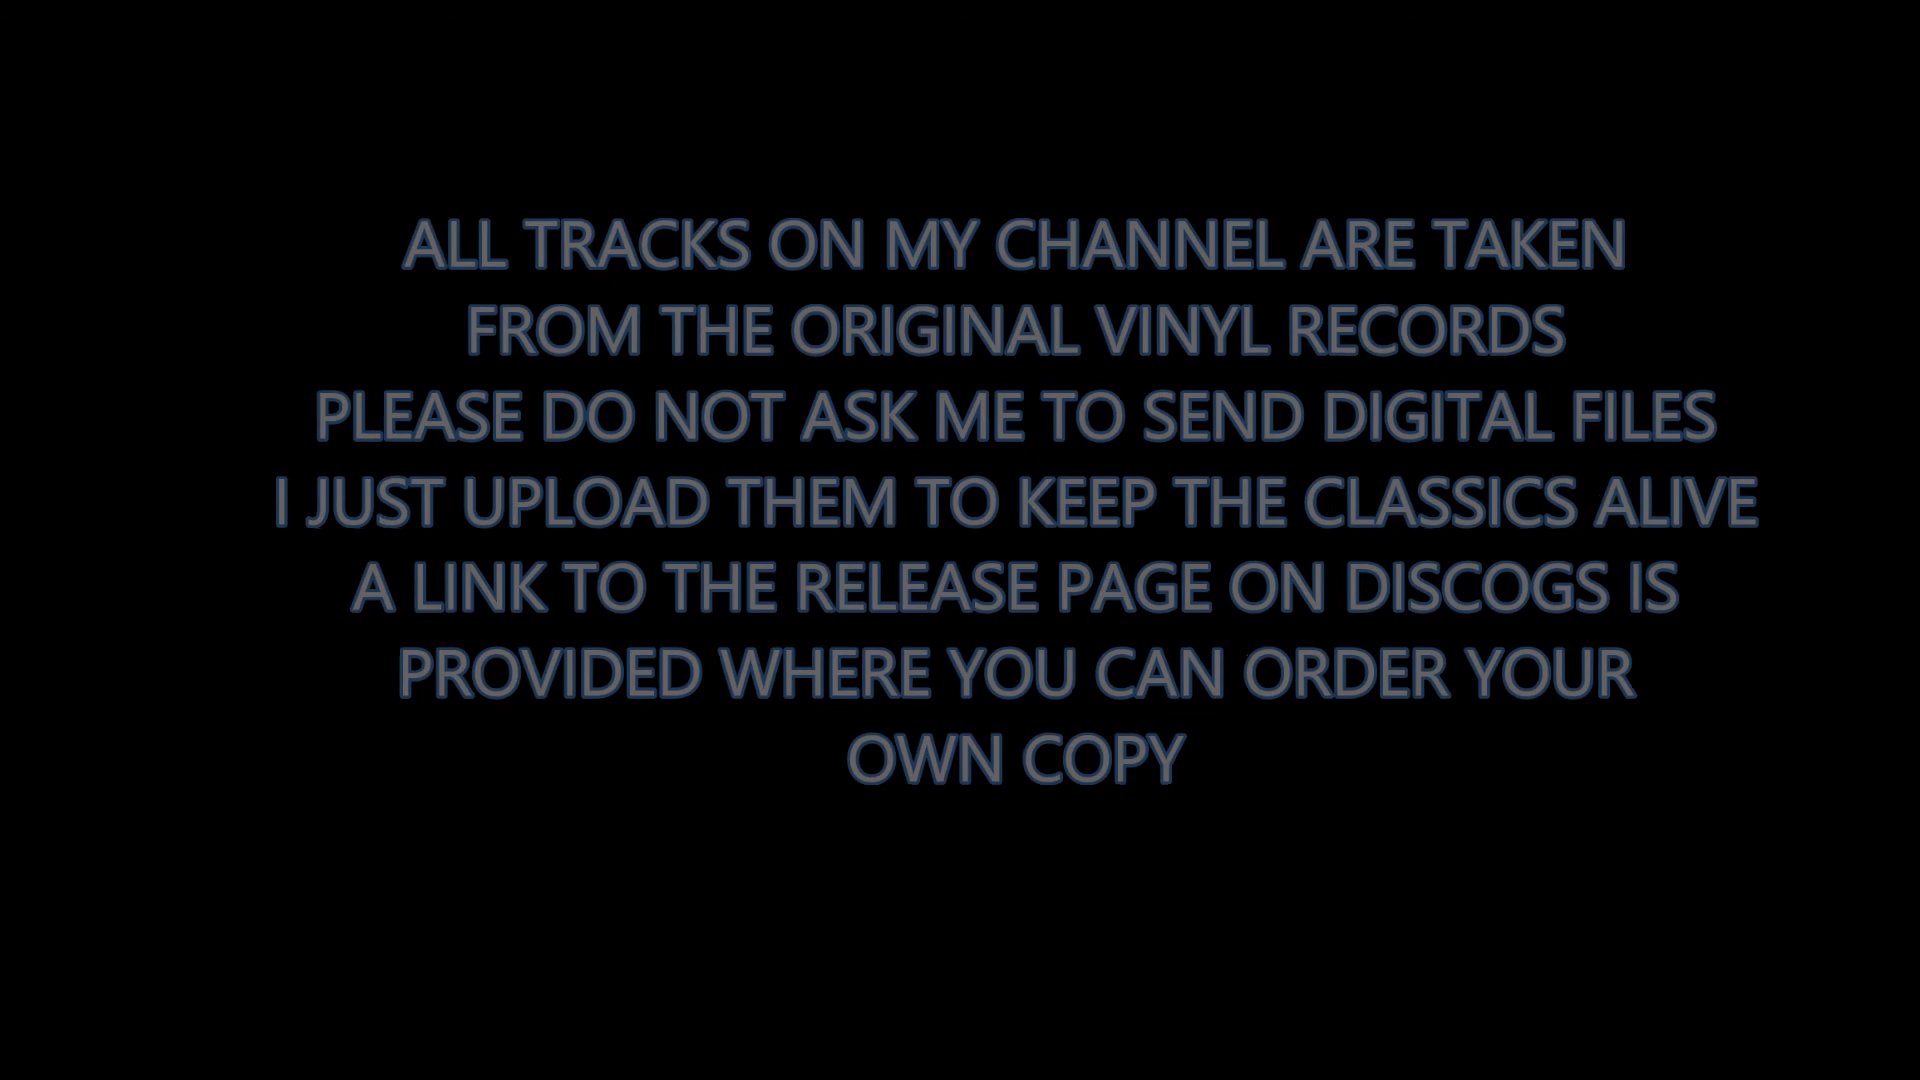 ALL TRACKS ON MY CHANNEL ARE TAKEN
FROM THE ORIGINAL VINYL RECORDS
PLEASE DO NOT ASK ME TO SEND DIGITAL FILES
I JUST UPLOAD THEM TO KEEP THE CLASSICS ALIVE
A LINK TO THE RELEASE PAGE ON DISCOGS IS
PROVIDED WHERE YOU CAN ORDER YOUR
OWN COPY